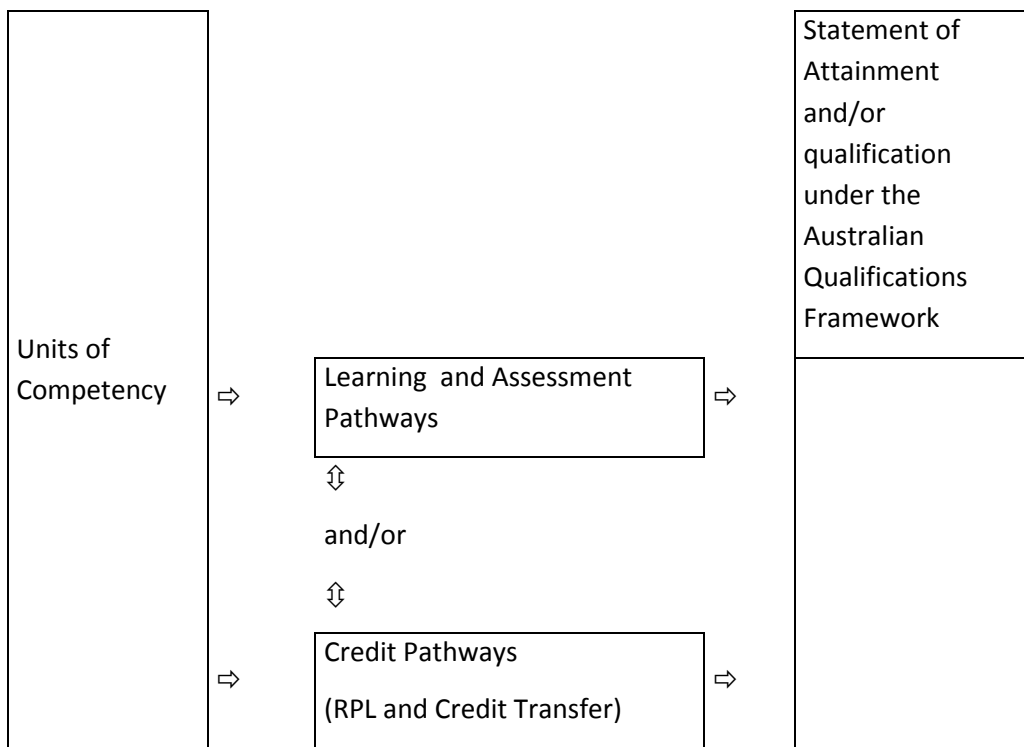 Units of
Competency
⇨
Learning and Assessment
Pathways
⇳
and/or
⇳
⇨
Credit Pathways
(RPL and Credit Transfer)
⇨
⇨
Statement of
Attainment
and/or
qualification
under the
Australian
Qualifications
Framework